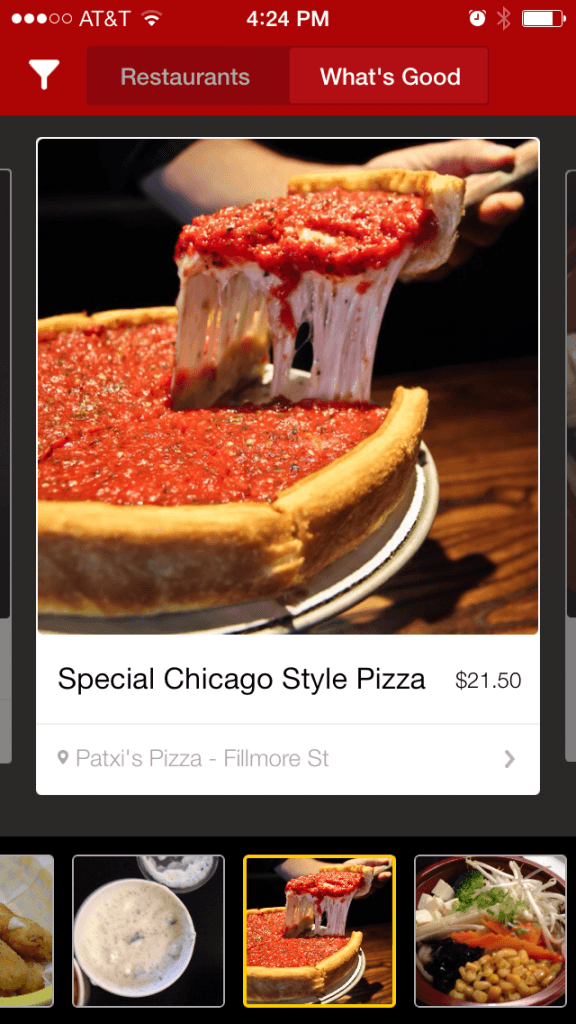 AT&T 4:24 PM
Restaurants What's Good
Special Chicago Style Pizza $21.50
Patxi's Pizza - Fillmore St